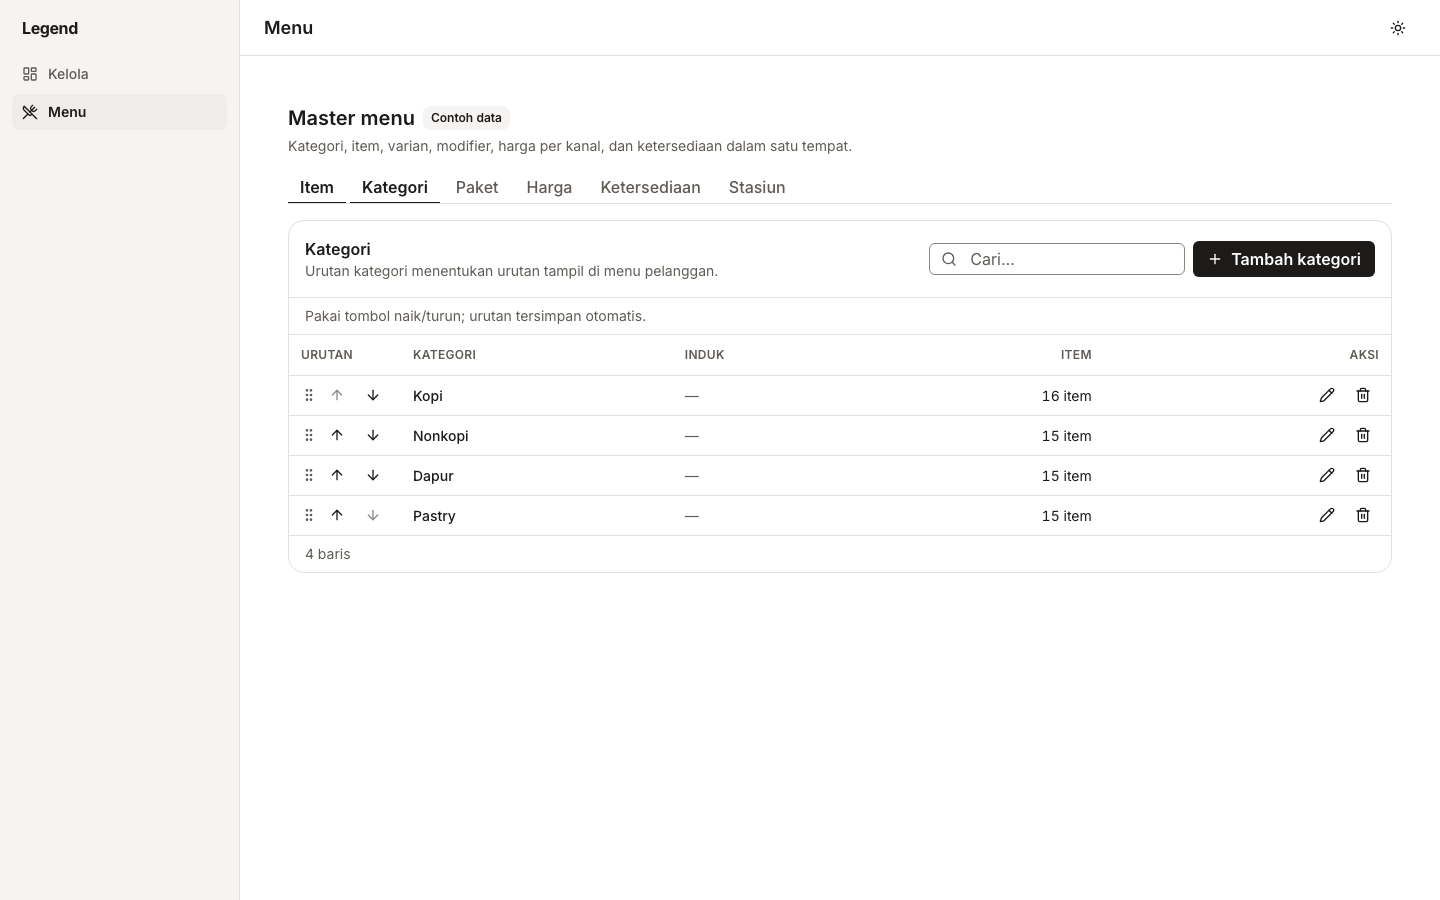 Legend
Menu
Kelola
Menu
Master menu Contoh data
Kategori, item, varian, modifier, harga per kanal, dan ketersediaan dalam satu tempat.
Item Kategori Paket Harga Ketersediaan Stasiun
Kategori
Urutan kategori menentukan urutan tampil di menu pelanggan.
Cari...
Tambah kategori
Pakai tombol naik/turun; urutan tersimpan otomatis.
URUTAN KATEGORI INDUK ITEM AKSI
Kopi — 16 item
Nonkopi — 15 item
Dapur — 15 item
Pastry — 15 item
4 baris